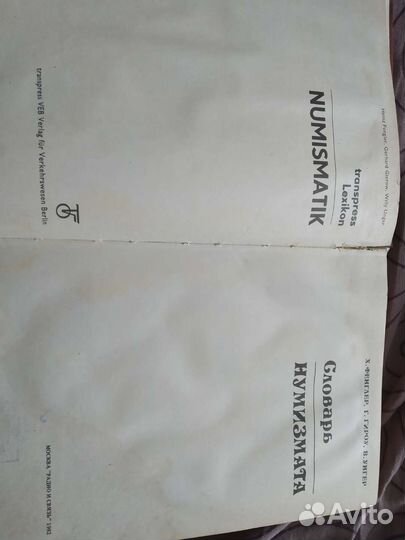 Heinz Fengler, Gerhard Gierow, Willy Unger
transpress
Lexikon
NUMISMATIK
transpress VEB Verlag für Verkehrswesen Berlin
Х. ФЕНГЛЕР, Г. ГИРОУ, В. УНГЕР
Словарь
НУМИЗМАТА
МОСКВА "РАДИО И СВЯЗЬ" 1982
Avito